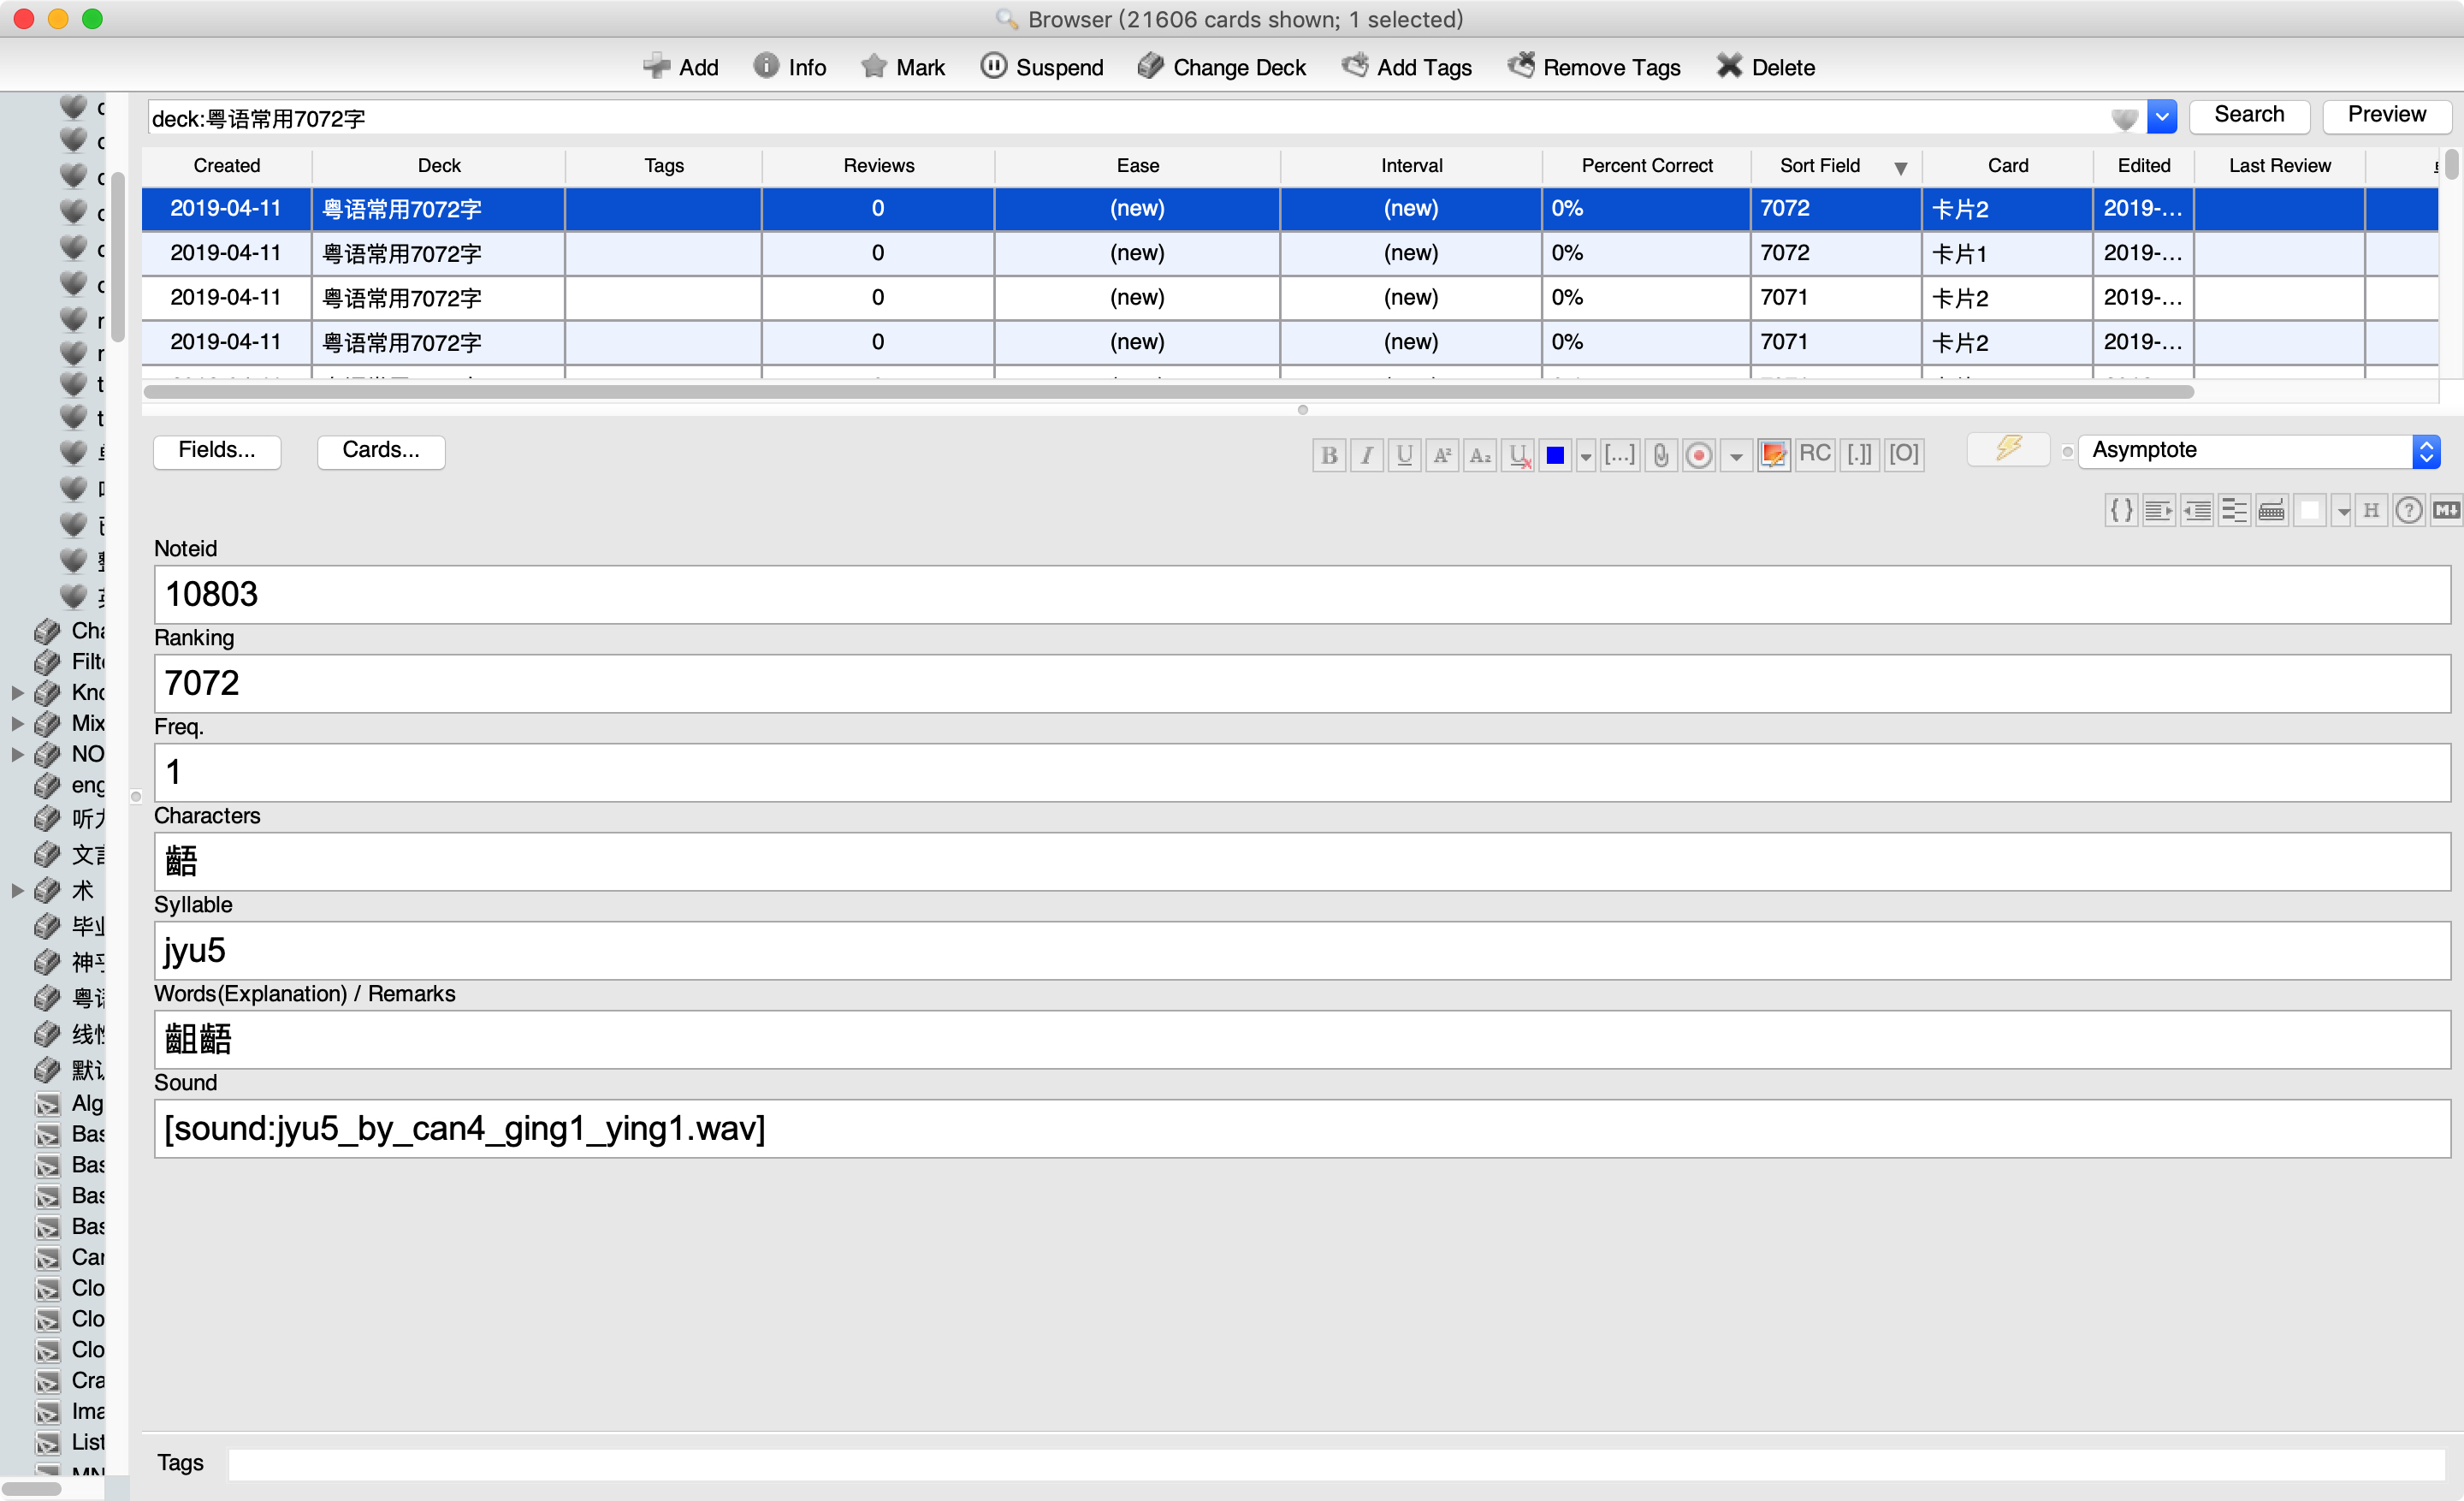 Browser (21606 cards shown; 1 selected)
Add Info Mark Suspend Change Deck Add Tags Remove Tags Delete
deck:粤语常用7072字 Search Preview
Created Deck Tags Reviews Ease Interval Percent Correct Sort Field Card Edited Last Review
2019-04-11 粤语常用7072字 0 (new) (new) 0% 7072 卡片2 2019-...
2019-04-11 粤语常用7072字 0 (new) (new) 0% 7072 卡片1 2019-...
2019-04-11 粤语常用7072字 0 (new) (new) 0% 7071 卡片2 2019-...
2019-04-11 粤语常用7072字 0 (new) (new) 0% 7071 卡片2 2019-...
Fields... Cards... B I U A² A₂ U [...] RC [.]] [O] Asymptote
{ } H ? M↓
Noteid
10803
Ranking
7072
Freq.
1
Characters
齬
Syllable
jyu5
Words(Explanation) / Remarks
齟齬
Sound
[sound:jyu5_by_can4_ging1_ying1.wav]
Tags
Cha
Filte
Kno
Mix
NO
eng
听力
文言
术
毕业
神乎
粤语
线性
默认
Alg
Bas
Bas
Bas
Bas
Car
Clo
Clo
Clo
Cra
Ima
List